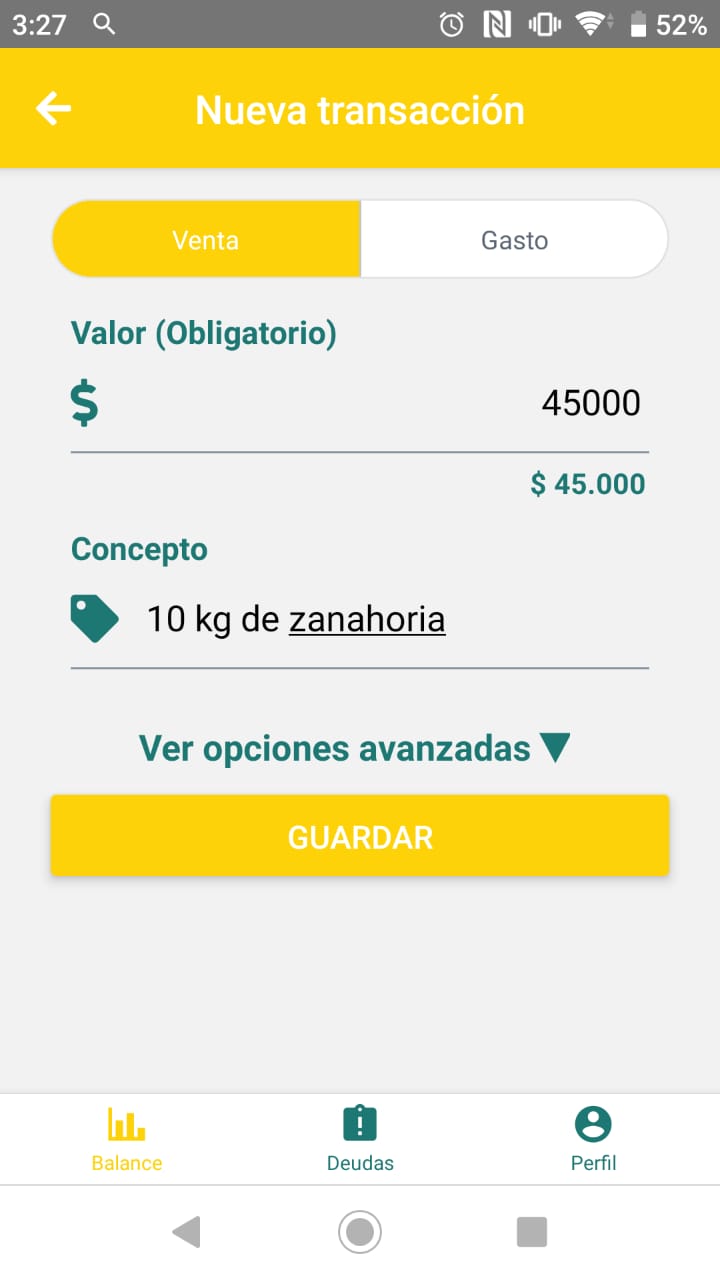 3:27 52%
Nueva transacción
Venta Gasto
Valor (Obligatorio)
$ 45000
$ 45.000
Concepto
10 kg de zanahoria
Ver opciones avanzadas
GUARDAR
Balance Deudas Perfil